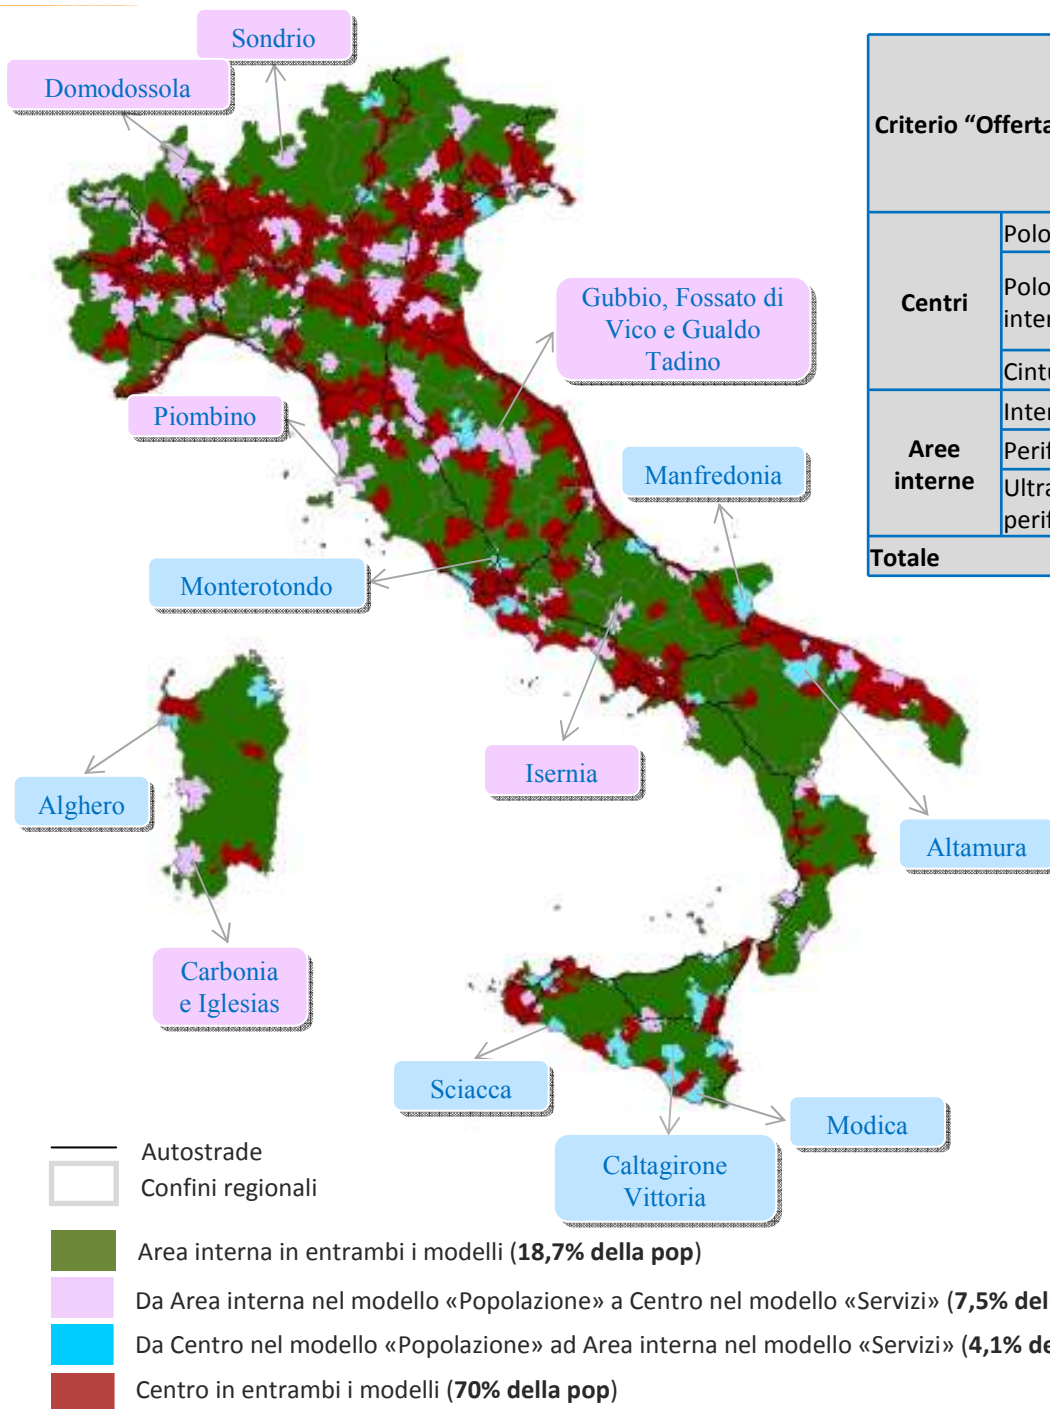 Sondrio
Domodossola
Criterio “Offerta
Centri
Polo
Polo
inter
Cintu
Aree
interne
Inter
Perif
Ultra
perif
Totale
Gubbio, Fossato di
Vico e Gualdo
Tadino
Piombino
Manfredonia
Monterotondo
Isernia
Alghero
Altamura
Carbonia
e Iglesias
Sciacca
Modica
Caltagirone
Vittoria
Autostrade
Confini regionali
Area interna in entrambi i modelli (18,7% della pop)
Da Area interna nel modello «Popolazione» a Centro nel modello «Servizi» (7,5% del
Da Centro nel modello «Popolazione» ad Area interna nel modello «Servizi» (4,1% de
Centro in entrambi i modelli (70% della pop)